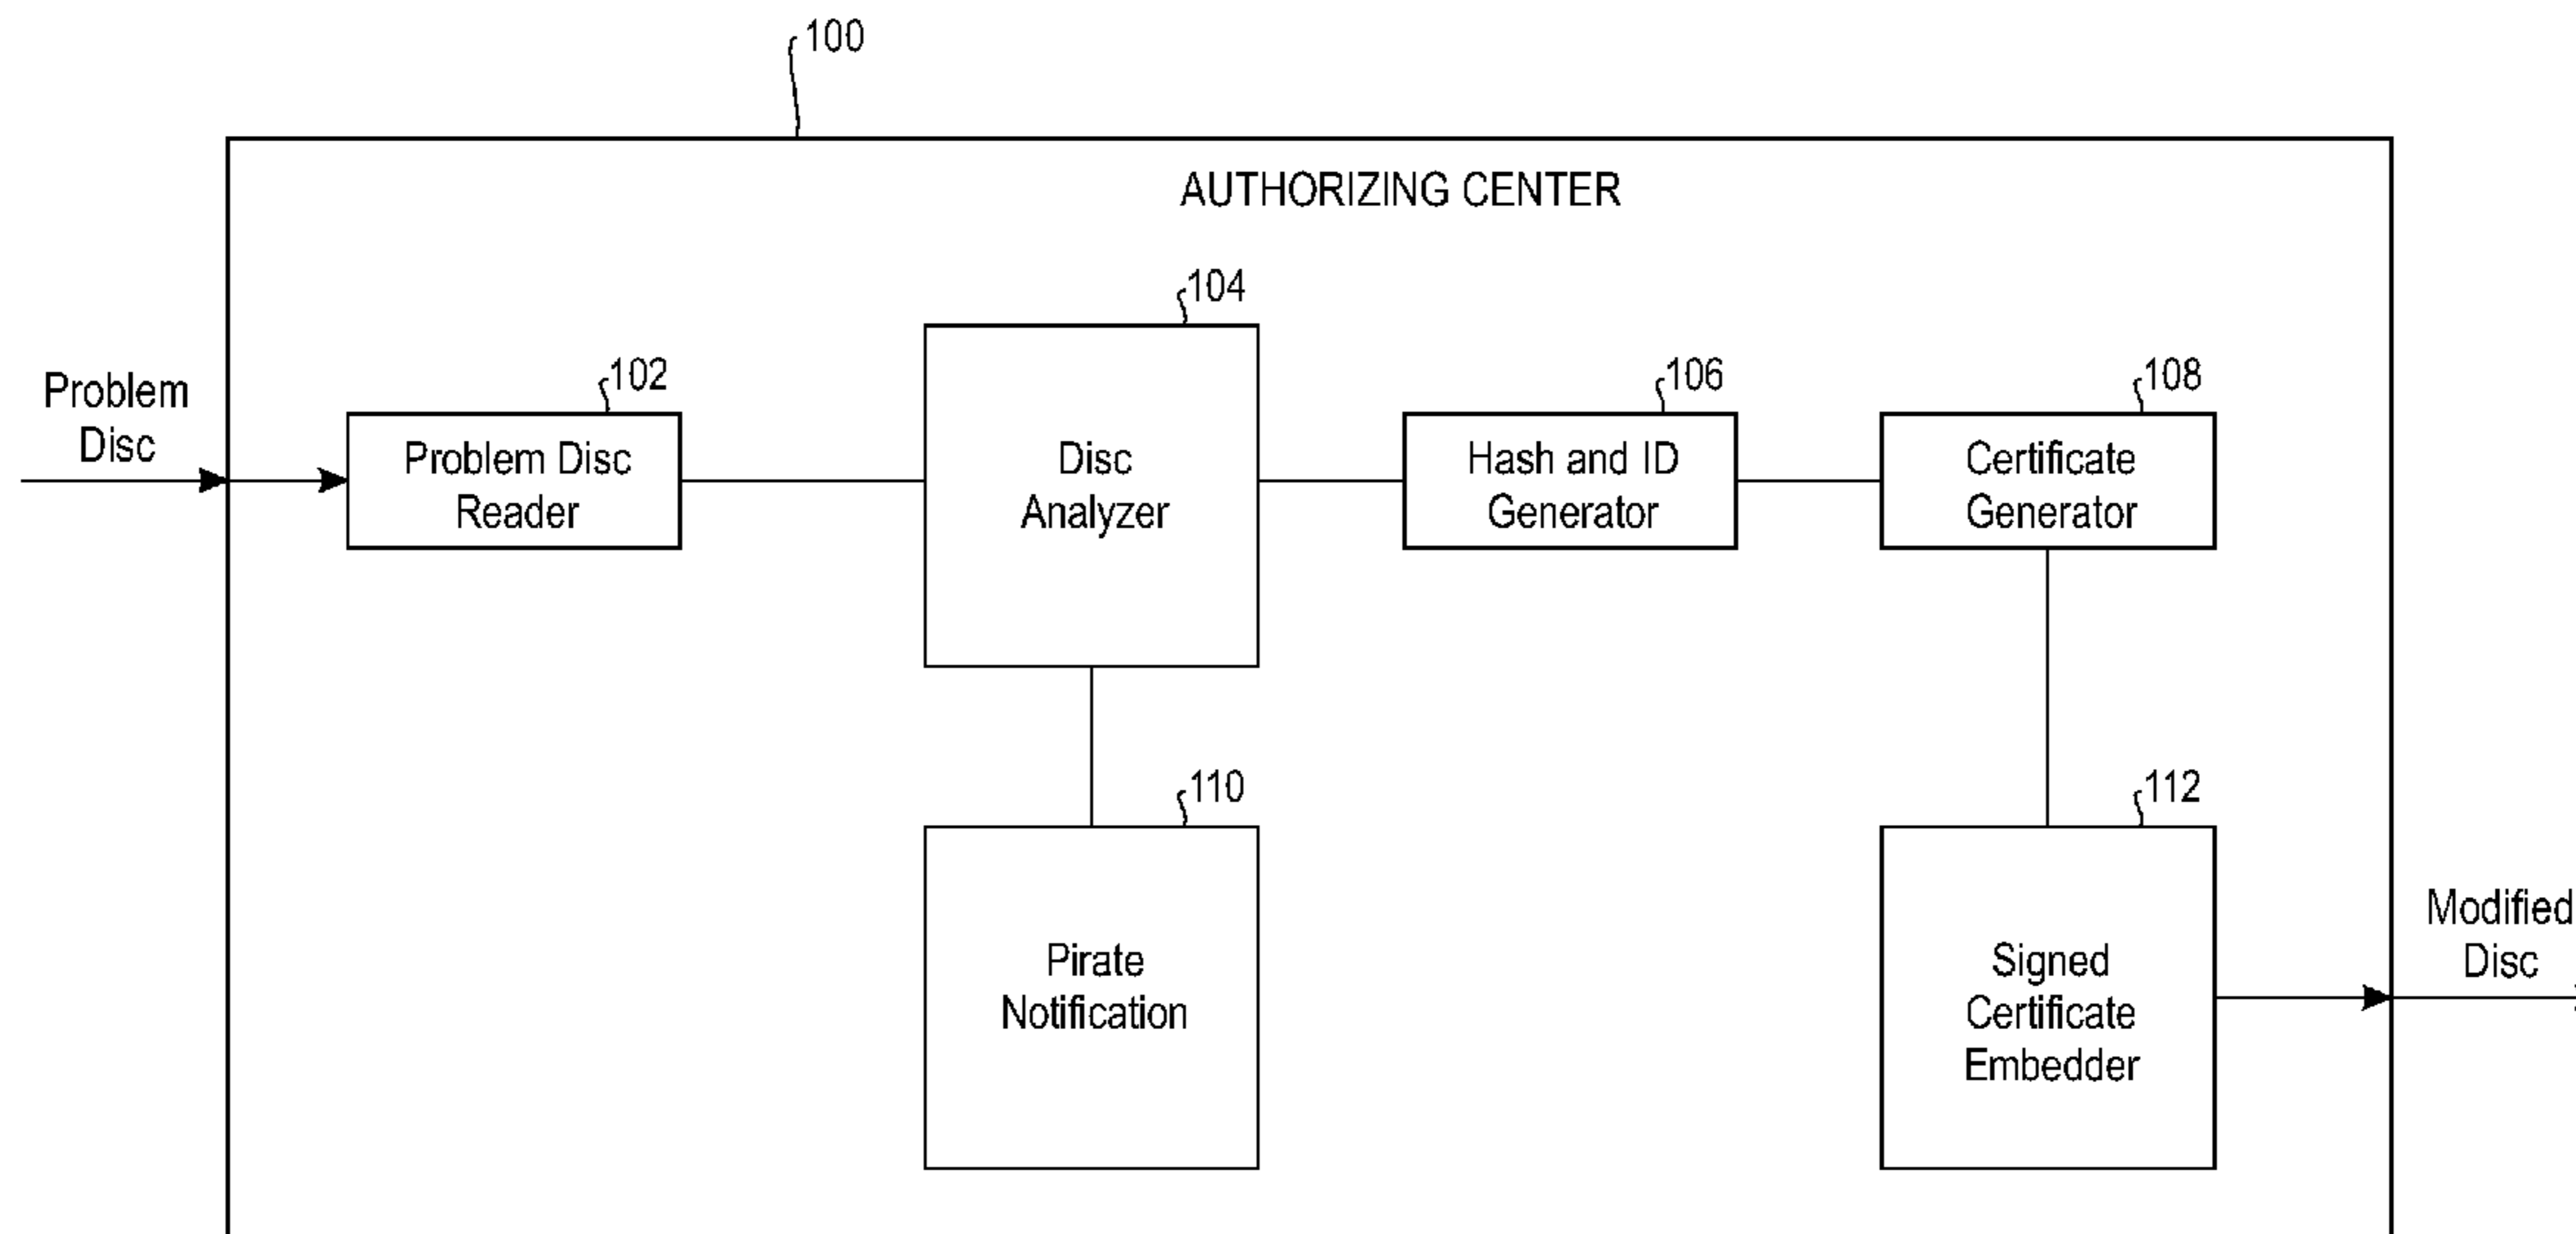 100
AUTHORIZING CENTER
104
102
106
108
Problem
Disc
Problem Disc
Reader
Disc
Analyzer
Hash and ID
Generator
Certificate
Generator
110
112
Pirate
Notification
Signed
Certificate
Embedder
Modified
Disc